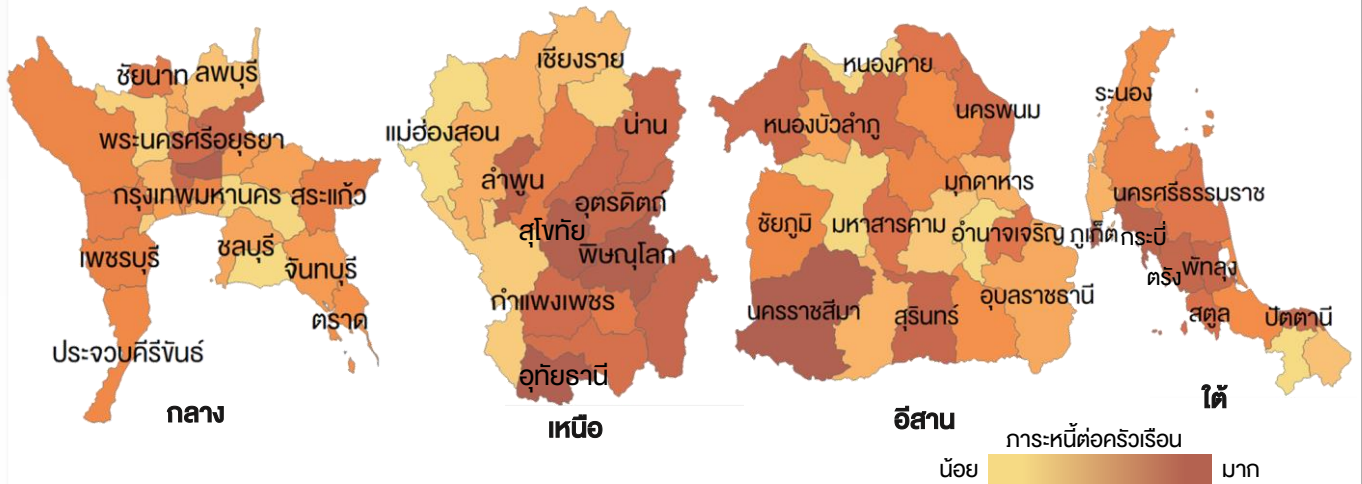 ชัยนาท
ลพบุรี
พระนครศรีอยุธยา
กรุงเทพมหานคร
สระแก้ว
เพชรบุรี
ชลบุรี
จันทบุรี
ตราด
ประจวบคีรีขันธ์
กลาง
เชียงราย
แม่ฮ่องสอน
น่าน
ลำพูน
อุตรดิตถ์
สุโขทัย
พิษณุโลก
กำแพงเพชร
อุทัยธานี
เหนือ
หนองคาย
นครพนม
หนองบัวลำภู
มุกดาหาร
ชัยภูมิ
มหาสารคาม
อำนาจเจริญ
อุบลราชธานี
นครราชสีมา
สุรินทร์
อีสาน
ระนอง
นครศรีธรรมราช
ภูเก็ต
กระบี่
ตรัง
พัทลุง
สตูล
ปัตตานี
ใต้
ภาระหนี้ต่อครัวเรือน
น้อย
มาก